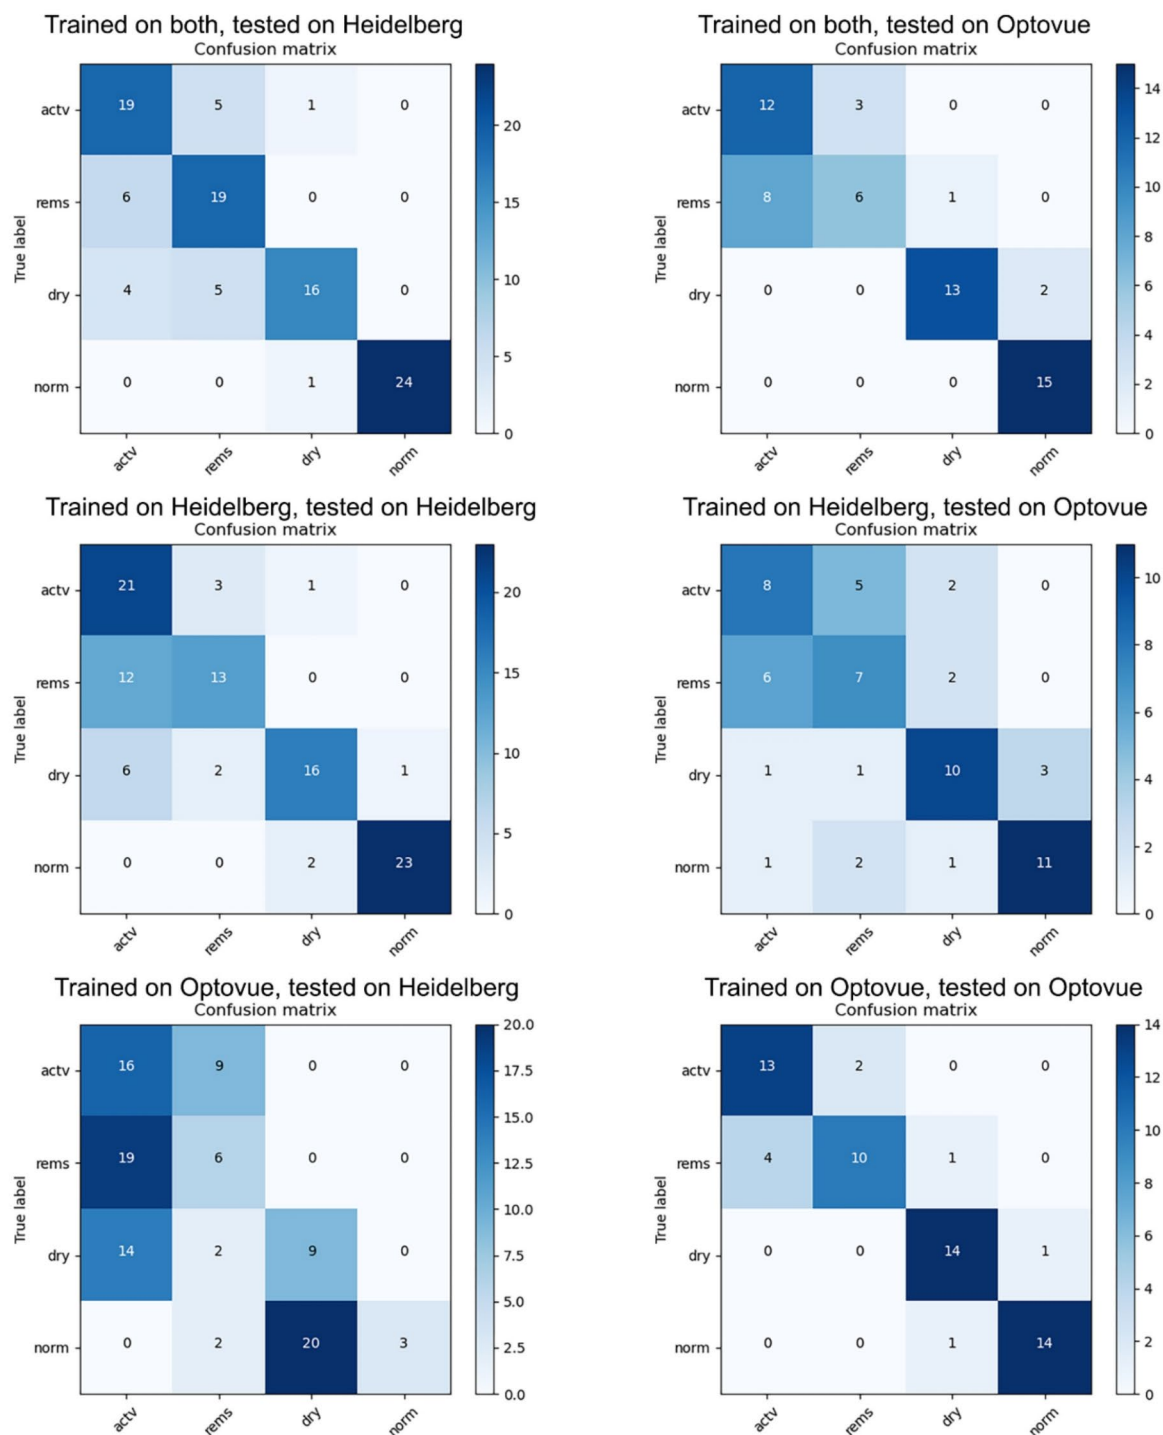 Trained on both, tested on Heidelberg
Confusion matrix
True label
actv 19 5 1 0
rems 6 19 0 0
dry 4 5 16 0
norm 0 0 1 24
actv rems dry norm
20
15
10
5
0
Trained on both, tested on Optovue
Confusion matrix
True label
actv 12 3 0 0
rems 8 6 1 0
dry 0 0 13 2
norm 0 0 0 15
actv rems dry norm
14
12
10
8
6
4
2
0
Trained on Heidelberg, tested on Heidelberg
Confusion matrix
True label
actv 21 3 1 0
rems 12 13 0 0
dry 6 2 16 1
norm 0 0 2 23
actv rems dry norm
20
15
10
5
0
Trained on Heidelberg, tested on Optovue
Confusion matrix
True label
actv 8 5 2 0
rems 6 7 2 0
dry 1 1 10 3
norm 1 2 1 11
actv rems dry norm
10
8
6
4
2
0
Trained on Optovue, tested on Heidelberg
Confusion matrix
True label
actv 16 9 0 0
rems 19 6 0 0
dry 14 2 9 0
norm 0 2 20 3
actv rems dry norm
20.0
17.5
15.0
12.5
10.0
7.5
5.0
2.5
0.0
Trained on Optovue, tested on Optovue
Confusion matrix
True label
actv 13 2 0 0
rems 4 10 1 0
dry 0 0 14 1
norm 0 0 1 14
actv rems dry norm
14
12
10
8
6
4
2
0